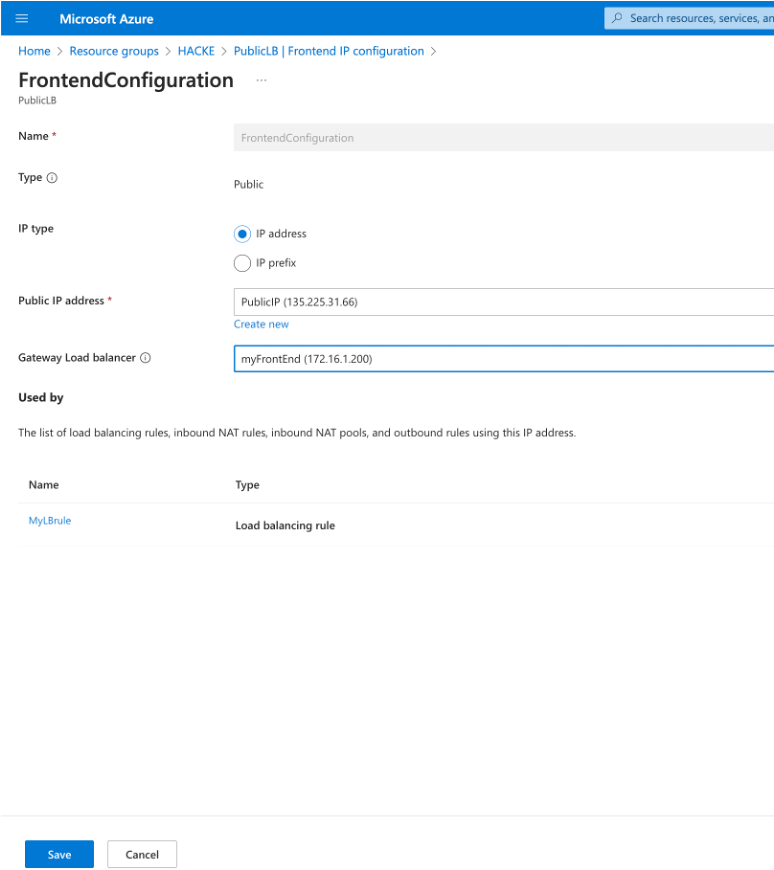 Microsoft Azure
Search resources, services, an
Home > Resource groups > HACKE > PublicLB | Frontend IP configuration >
FrontendConfiguration ...
PublicLB
Name * FrontendConfiguration
Type Public
IP type IP address
IP prefix
Public IP address * PublicIP (135.225.31.66)
Create new
Gateway Load balancer myFrontEnd (172.16.1.200)
Used by
The list of load balancing rules, inbound NAT rules, inbound NAT pools, and outbound rules using this IP address.
Name Type
MyLBrule Load balancing rule
Save Cancel